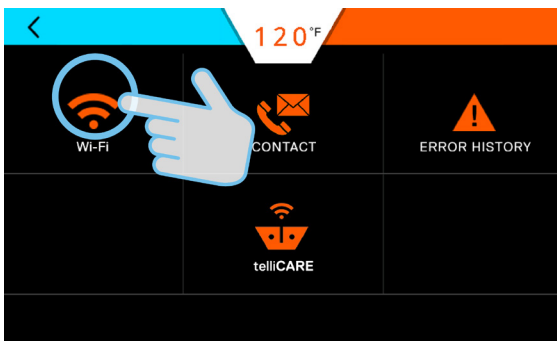 120°F
Wi-Fi
CONTACT
ERROR HISTORY
telliCARE